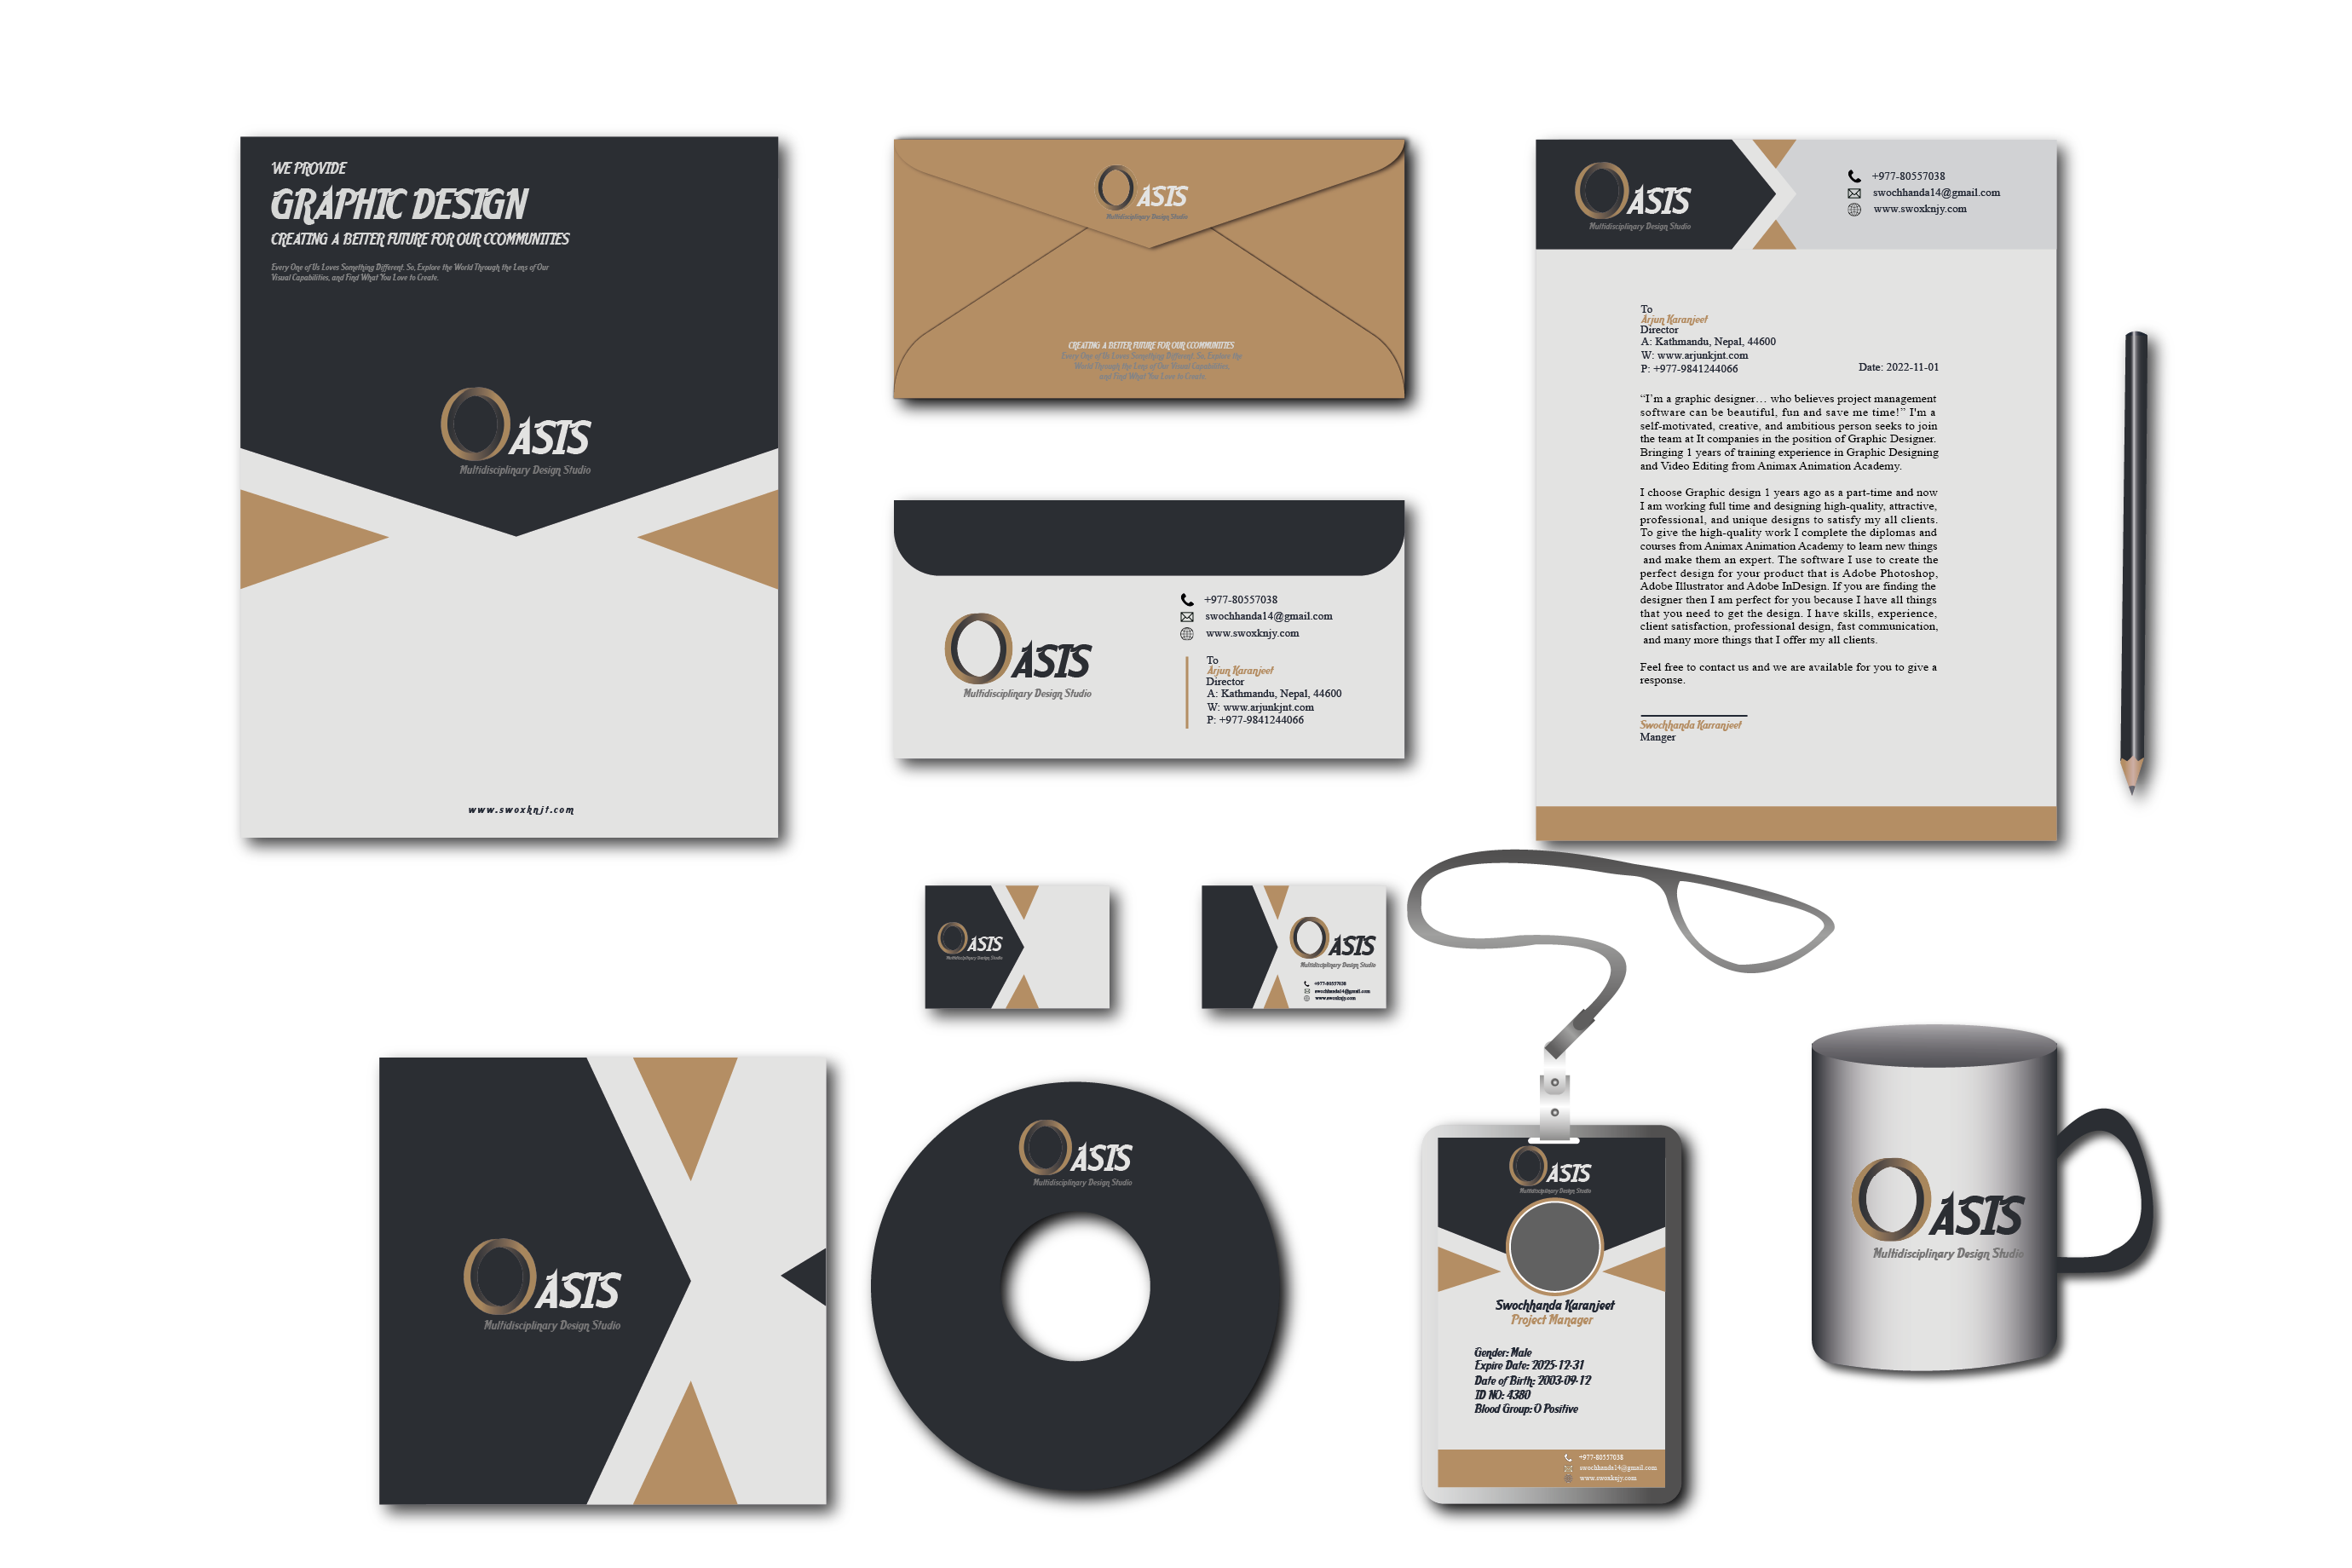 WE PROVIDE
GRAPHIC DESIGN
CREATING A BETTER FUTURE FOR OUR CCOMMUNITIES
Every One of Us Loves Something Different. So, Explore the World Through the Lens of Our
Visual Capabilities, and Find What You Love to Create.
OASIS
Multidisciplinary Design Studio
www.swoxknjt.com
OASIS
Multidisciplinary Design Studio
CREATING A BETTER FUTURE FOR OUR CCOMMUNITIES
Every One of Us Loves Something Different. So, Explore the
World Through the Lens of Our Visual Capabilities,
and Find What You Love to Create.
+977-80557038
swochhanda14@gmail.com
www.swoxknjy.com
OASIS
Multidisciplinary Design Studio
To
Arjun Karanjeet
Director
A: Kathmandu, Nepal, 44600
W: www.arjunkjnt.com
P: +977-9841244066
OASIS
Multidisciplinary Design Studio
+977-80557038
swochhanda14@gmail.com
www.swoxknjy.com
To
Arjun Karanjeet
Director
A: Kathmandu, Nepal, 44600
W: www.arjunkjnt.com
P: +977-9841244066
Date: 2022-11-01
“I'm a graphic designer… who believes project management
software can be beautiful, fun and save me time!” I'm a
self-motivated, creative, and ambitious person seeks to join
the team at It companies in the position of Graphic Designer.
Bringing 1 years of training experience in Graphic Designing
and Video Editing from Animax Animation Academy.
I choose Graphic design 1 years ago as a part-time and now
I am working full time and designing high-quality, attractive,
professional, and unique designs to satisfy my all clients.
To give the high-quality work I complete the diplomas and
courses from Animax Animation Academy to learn new things
and make them an expert. The software I use to create the
perfect design for your product that is Adobe Photoshop,
Adobe Illustrator and Adobe InDesign. If you are finding the
designer then I am perfect for you because I have all things
that you need to get the design. I have skills, experience,
client satisfaction, professional design, fast communication,
and many more things that I offer my all clients.
Feel free to contact us and we are available for you to give a
response.
Swochhanda Karranjeet
Manger
OASIS
Multidisciplinary Design Studio
OASIS
Multidisciplinary Design Studio
+977-80557038
swochhanda14@gmail.com
www.swoxknjy.com
OASIS
Multidisciplinary Design Studio
OASIS
Multidisciplinary Design Studio
OASIS
Multidisciplinary Design Studio
Swochhanda Karanjeet
Project Manager
Gender: Male
Expire Date: 2025-12-31
Date of Birth: 2003-09-12
ID NO: 4380
Blood Group: O Positive
+977-80557038
swochhanda14@gmail.com
www.swoxknjy.com
OASIS
Multidisciplinary Design Studio